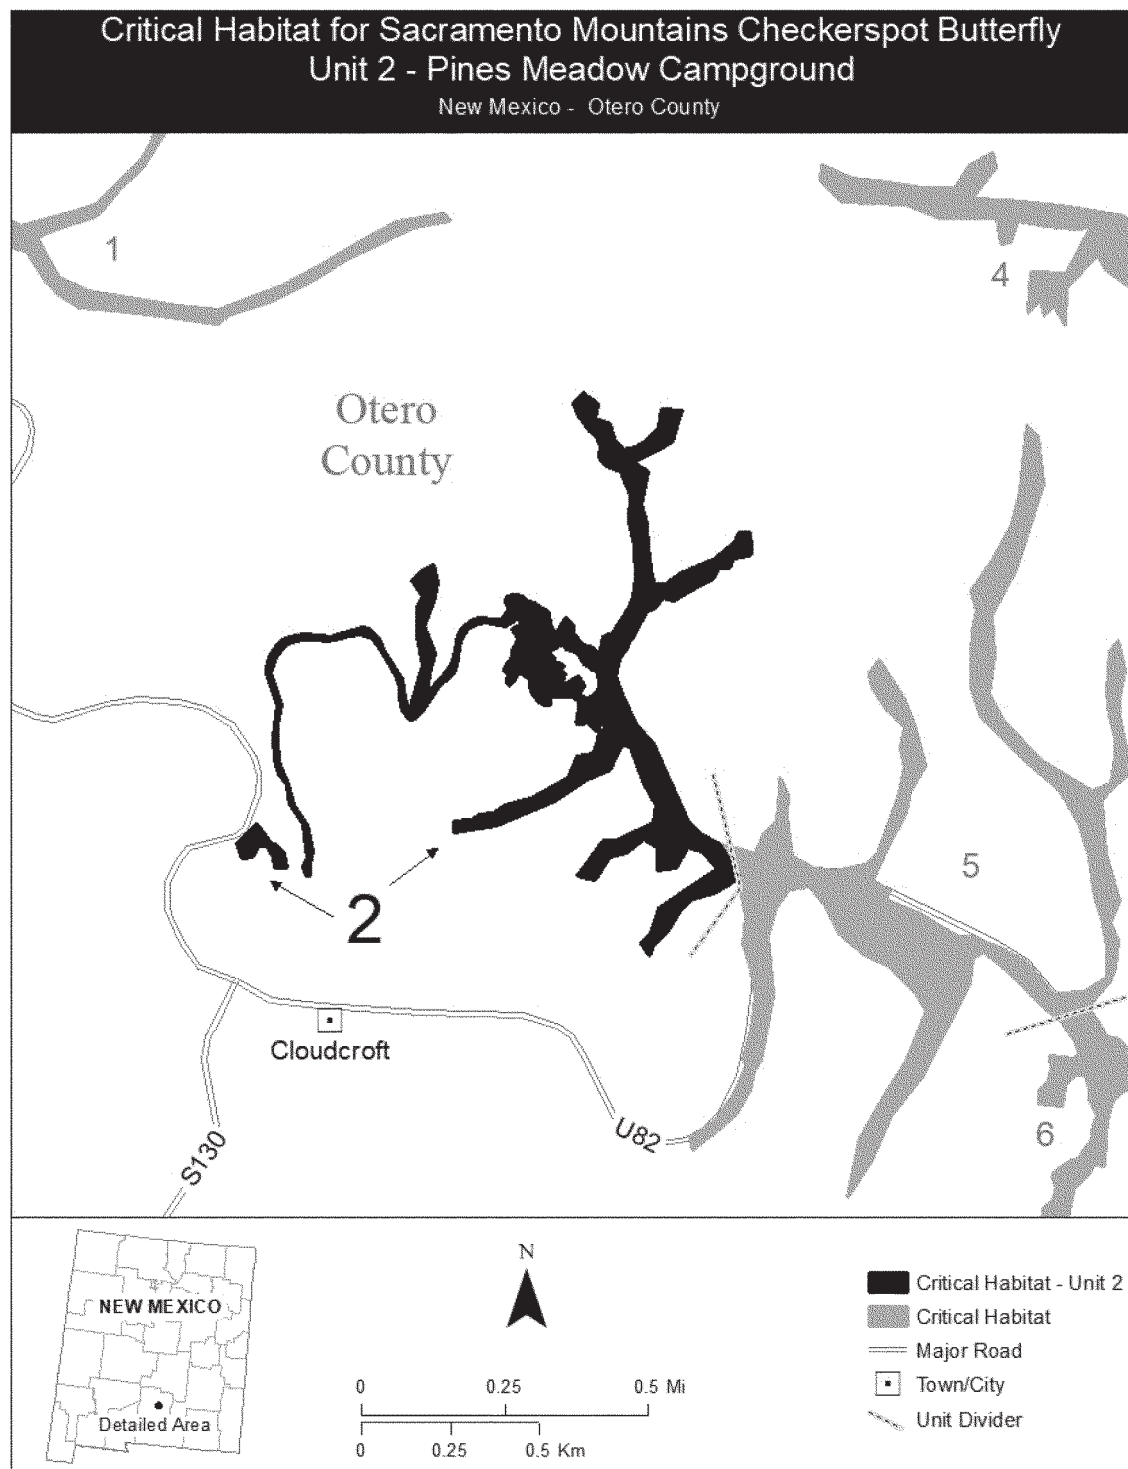 Critical Habitat for Sacramento Mountains Checkerspot Butterfly
Unit 2 - Pines Meadow Campground
New Mexico - Otero County
1
4
Otero
County
5
2
Cloudcroft
U82
S130
6
NEW MEXICO
Detailed Area
N
0 0.25 0.5 Mi
0 0.25 0.5 Km
Critical Habitat - Unit 2
Critical Habitat
Major Road
Town/City
Unit Divider